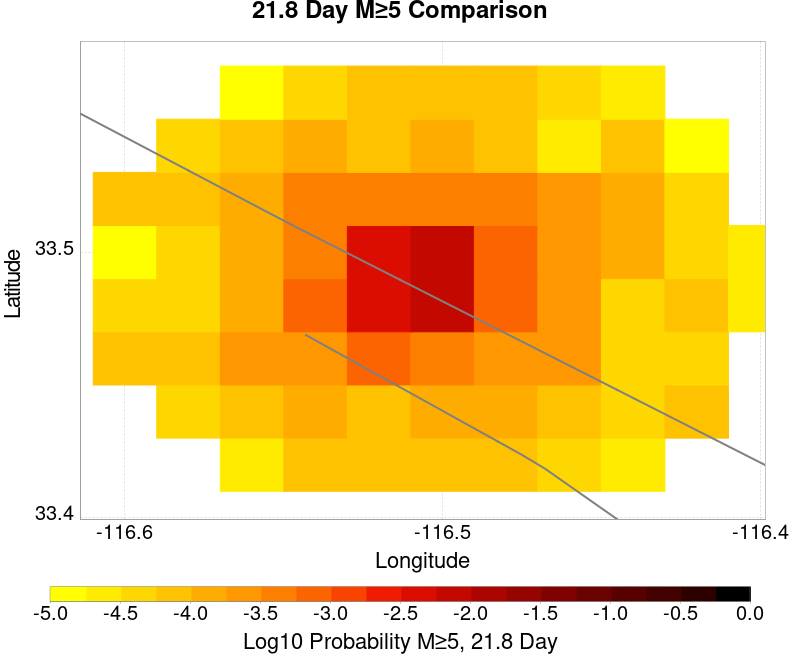 21.8 Day M≥5 Comparison
Latitude
33.5
33.4
-116.6 -116.5 -116.4
Longitude
-5.0 -4.5 -4.0 -3.5 -3.0 -2.5 -2.0 -1.5 -1.0 -0.5 0.0
Log10 Probability M≥5, 21.8 Day